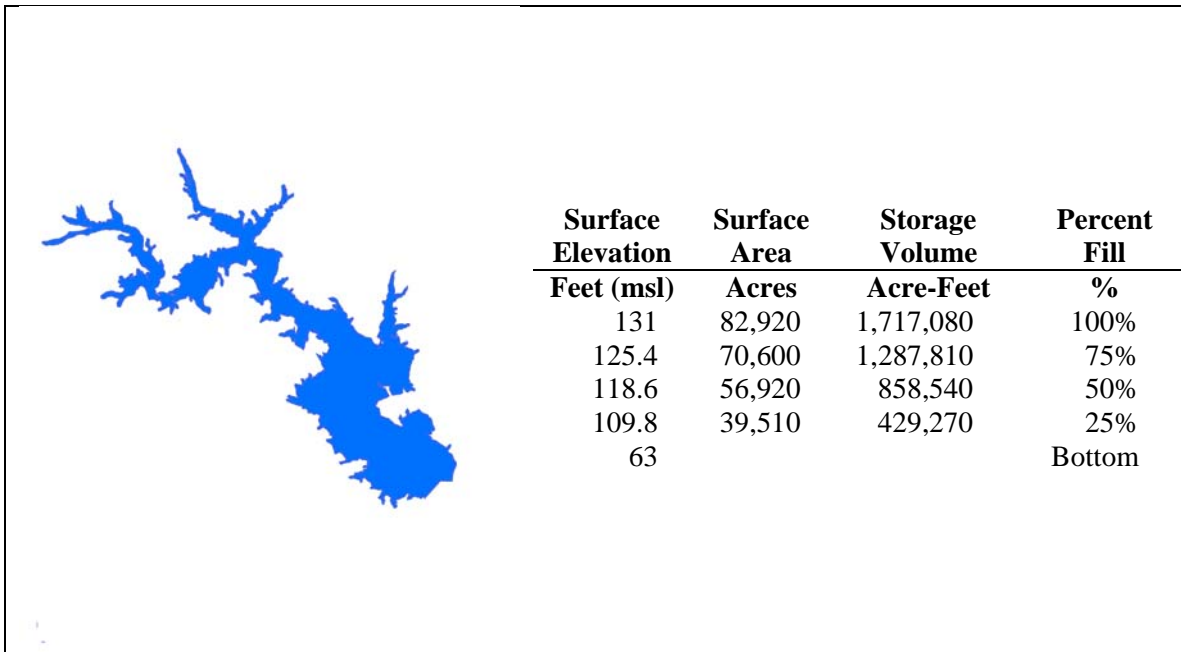 Surface Surface Storage Percent
Elevation Area Volume Fill
Feet (msl) Acres Acre-Feet %
131 82,920 1,717,080 100%
125.4 70,600 1,287,810 75%
118.6 56,920 858,540 50%
109.8 39,510 429,270 25%
63 Bottom